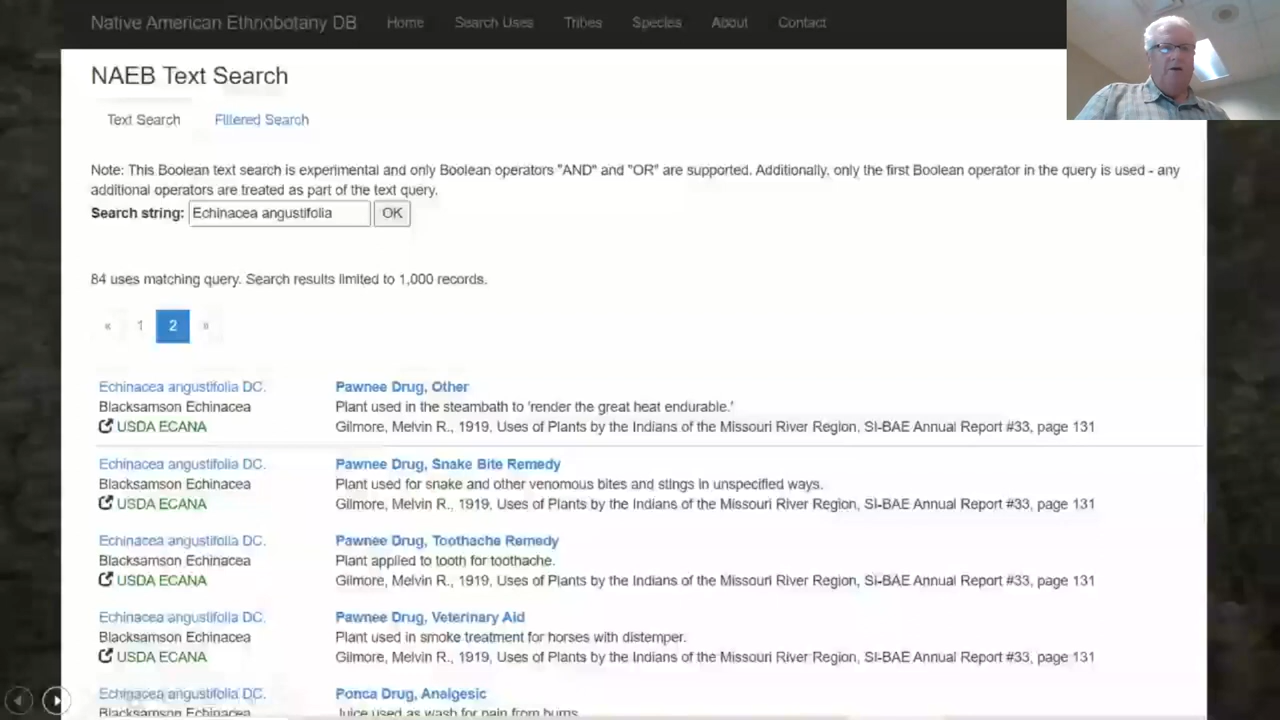 Native American Ethnobotany DB Home Search Uses Tribes Species About Contact
NAEB Text Search
Text Search Filtered Search
Note: This Boolean text search is experimental and only Boolean operators "AND" and "OR" are supported. Additionally, only the first Boolean operator in the query is used - any
additional operators are treated as part of the text query.
Search string: Echinacea angustifolia OK
84 uses matching query. Search results limited to 1,000 records.
« 1 2 »
Echinacea angustifolia DC. Pawnee Drug, Other
Blacksamson Echinacea Plant used in the steambath to 'render the great heat endurable.'
USDA ECANA Gilmore, Melvin R., 1919, Uses of Plants by the Indians of the Missouri River Region, SI-BAE Annual Report #33, page 131
Echinacea angustifolia DC. Pawnee Drug, Snake Bite Remedy
Blacksamson Echinacea Plant used for snake and other venomous bites and stings in unspecified ways.
USDA ECANA Gilmore, Melvin R., 1919, Uses of Plants by the Indians of the Missouri River Region, SI-BAE Annual Report #33, page 131
Echinacea angustifolia DC. Pawnee Drug, Toothache Remedy
Blacksamson Echinacea Plant applied to tooth for toothache.
USDA ECANA Gilmore, Melvin R., 1919, Uses of Plants by the Indians of the Missouri River Region, SI-BAE Annual Report #33, page 131
Echinacea angustifolia DC. Pawnee Drug, Veterinary Aid
Blacksamson Echinacea Plant used in smoke treatment for horses with distemper.
USDA ECANA Gilmore, Melvin R., 1919, Uses of Plants by the Indians of the Missouri River Region, SI-BAE Annual Report #33, page 131
Echinacea angustifolia DC. Ponca Drug, Analgesic
Blacksamson Echinacea Juice used as wash for pain from burns.